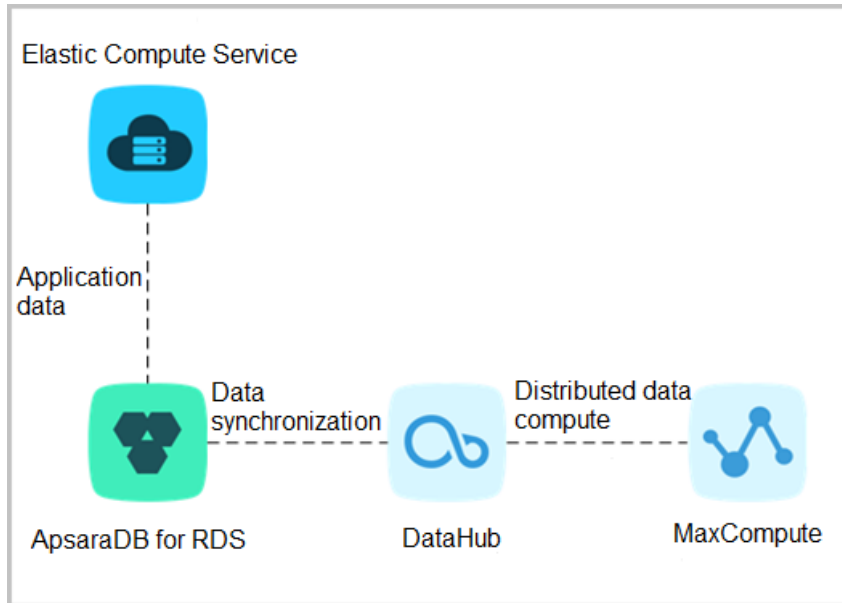 Elastic Compute Service
Application
data
Data
synchronization
Distributed data
compute
ApsaraDB for RDS
DataHub
MaxCompute